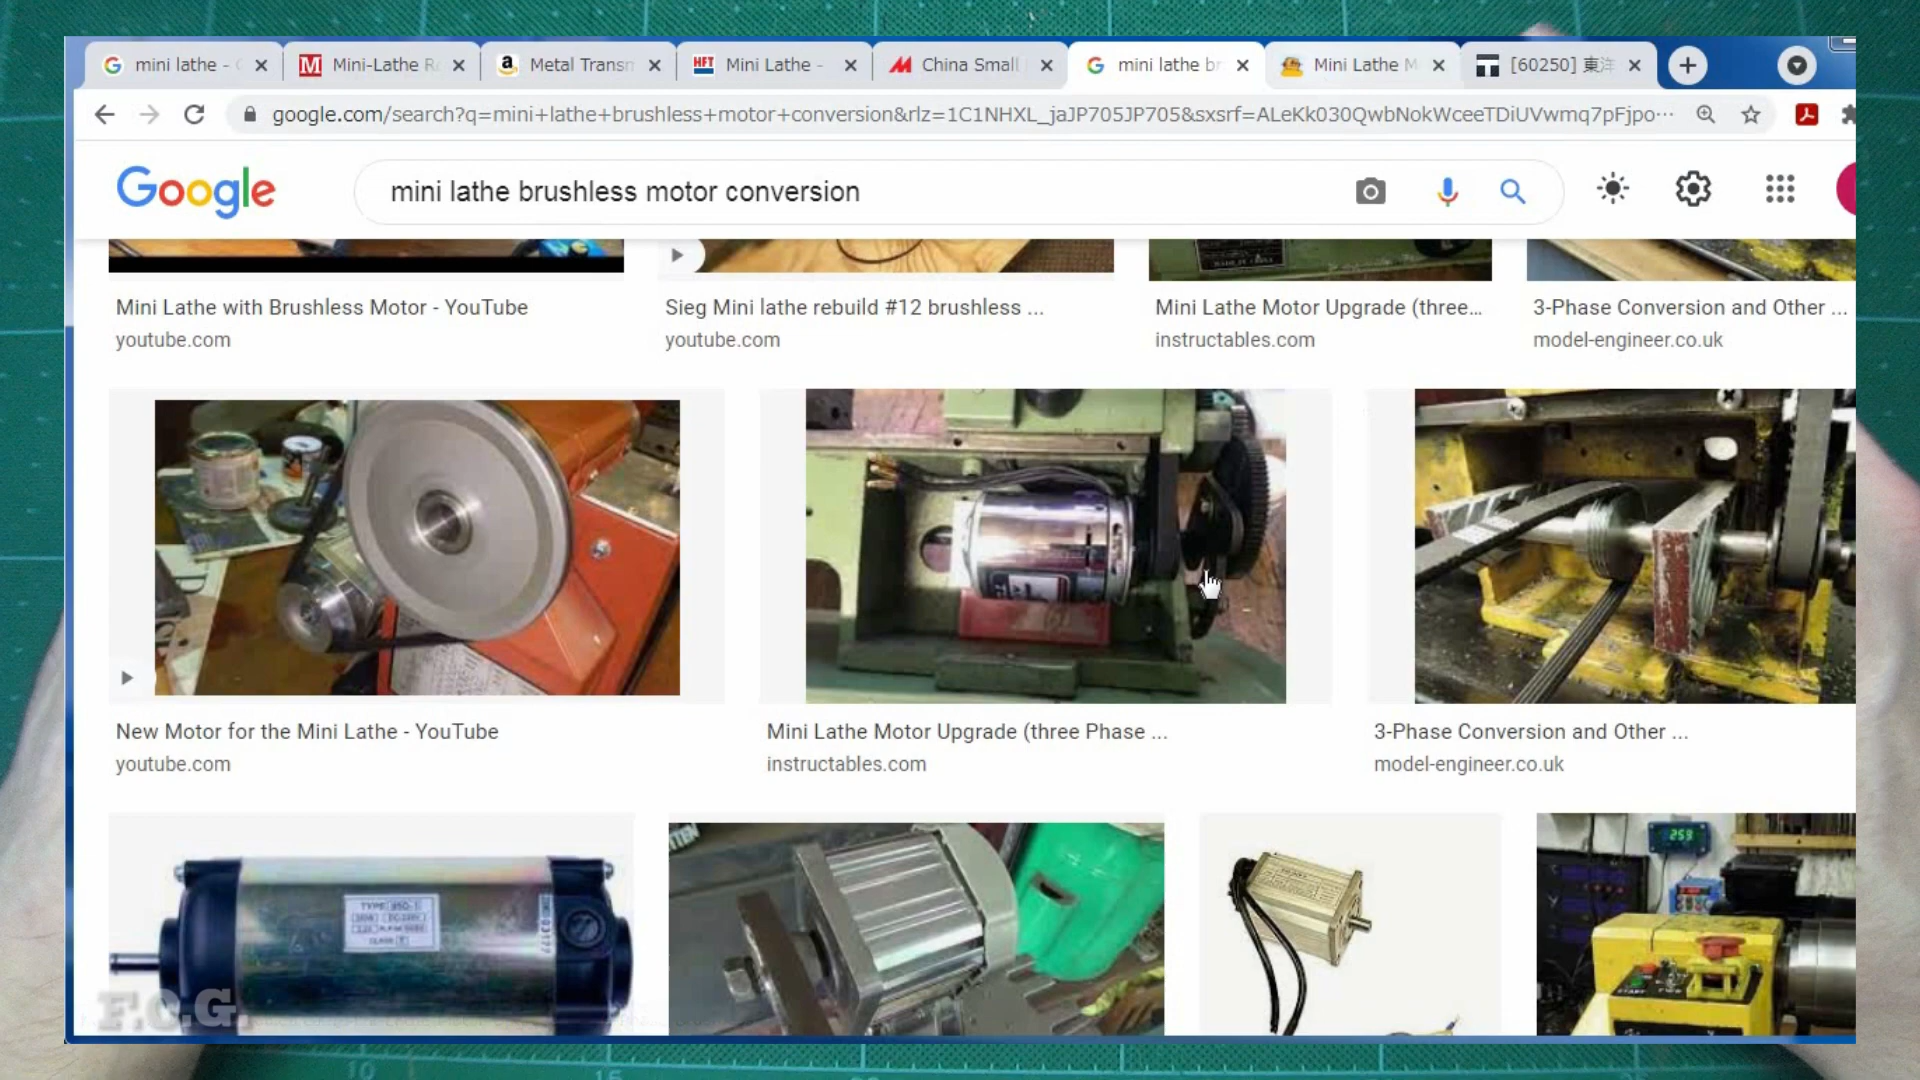 mini lathe -
Mini-Lathe
Metal Transm
HFT Mini Lathe -
China Small
mini lathe br
Mini Lathe M
[60250] 東洋
google.com/search?q=mini+lathe+brushless+motor+conversion&rlz=1C1NHXL_jaJP705JP705&sxsrf=ALeKk030QwbNokWceeTDiUVwmq7pFjpo…
Google
mini lathe brushless motor conversion
Mini Lathe with Brushless Motor - YouTube
youtube.com
Sieg Mini lathe rebuild #12 brushless ...
youtube.com
Mini Lathe Motor Upgrade (three...
instructables.com
3-Phase Conversion and Other ...
model-engineer.co.uk
New Motor for the Mini Lathe - YouTube
youtube.com
Mini Lathe Motor Upgrade (three Phase ...
instructables.com
3-Phase Conversion and Other ...
model-engineer.co.uk
259
F.C.G.
10
15